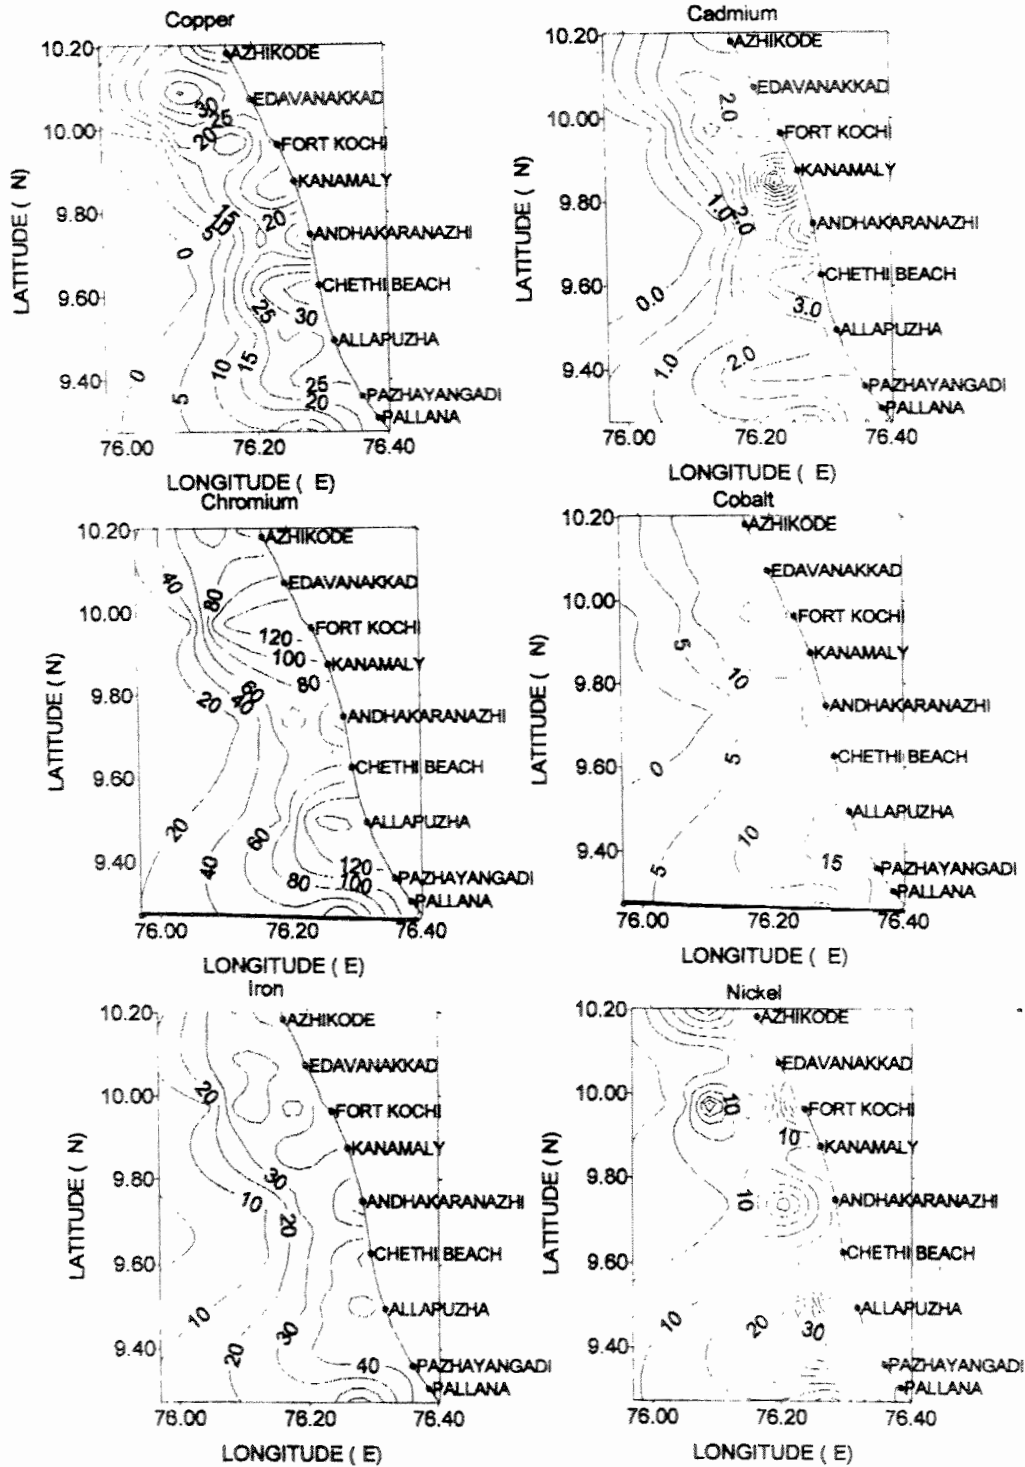 Copper
10.20
10.00
9.80
9.60
9.40
LATITUDE ( N)
AZHIKODE
EDAVANAKKAD
FORT KOCHI
KANAMALY
ANDHAKARANAZHI
CHETHI BEACH
ALLAPUZHA
PAZHAYANGADI
PALLANA
30
25
20
15
5
20
0
25
30
10
15
0
5
25
20
76.00 76.20 76.40
LONGITUDE ( E)
Cadmium
10.20
10.00
9.80
9.60
9.40
LATITUDE ( N)
AZHIKODE
EDAVANAKKAD
FORT KOCHI
KANAMALY
ANDHAKARANAZHI
CHETHI BEACH
ALLAPUZHA
PAZHAYANGADI
PALLANA
2.0
1.0
2.0
0.0
3.0
1.0
2.0
76.00 76.20 76.40
LONGITUDE ( E)
Chromium
10.20
10.00
9.80
9.60
9.40
LATITUDE ( N)
AZHIKODE
EDAVANAKKAD
FORT KOCHI
KANAMALY
ANDHAKARANAZHI
CHETHI BEACH
ALLAPUZHA
PAZHAYANGADI
PALLANA
40
80
120
100
80
60
40
20
20
40
60
80
120
100
76.00 76.20 76.40
LONGITUDE ( E)
Cobalt
10.20
10.00
9.80
9.60
9.40
LATITUDE ( N)
AZHIKODE
EDAVANAKKAD
FORT KOCHI
KANAMALY
ANDHAKARANAZHI
CHETHI BEACH
ALLAPUZHA
PAZHAYANGADI
PALLANA
5
10
0
5
10
15
5
76.00 76.20 76.40
LONGITUDE ( E)
Iron
10.20
10.00
9.80
9.60
9.40
LATITUDE ( N)
AZHIKODE
EDAVANAKKAD
FORT KOCHI
KANAMALY
ANDHAKARANAZHI
CHETHI BEACH
ALLAPUZHA
PAZHAYANGADI
PALLANA
20
30
10
20
10
20
30
40
76.00 76.20 76.40
LONGITUDE ( E)
Nickel
10.20
10.00
9.80
9.60
9.40
LATITUDE ( N)
AZHIKODE
EDAVANAKKAD
FORT KOCHI
KANAMALY
ANDHAKARANAZHI
CHETHI BEACH
ALLAPUZHA
PAZHAYANGADI
PALLANA
10
10
10
10
20
30
76.00 76.20 76.40
LONGITUDE ( E)